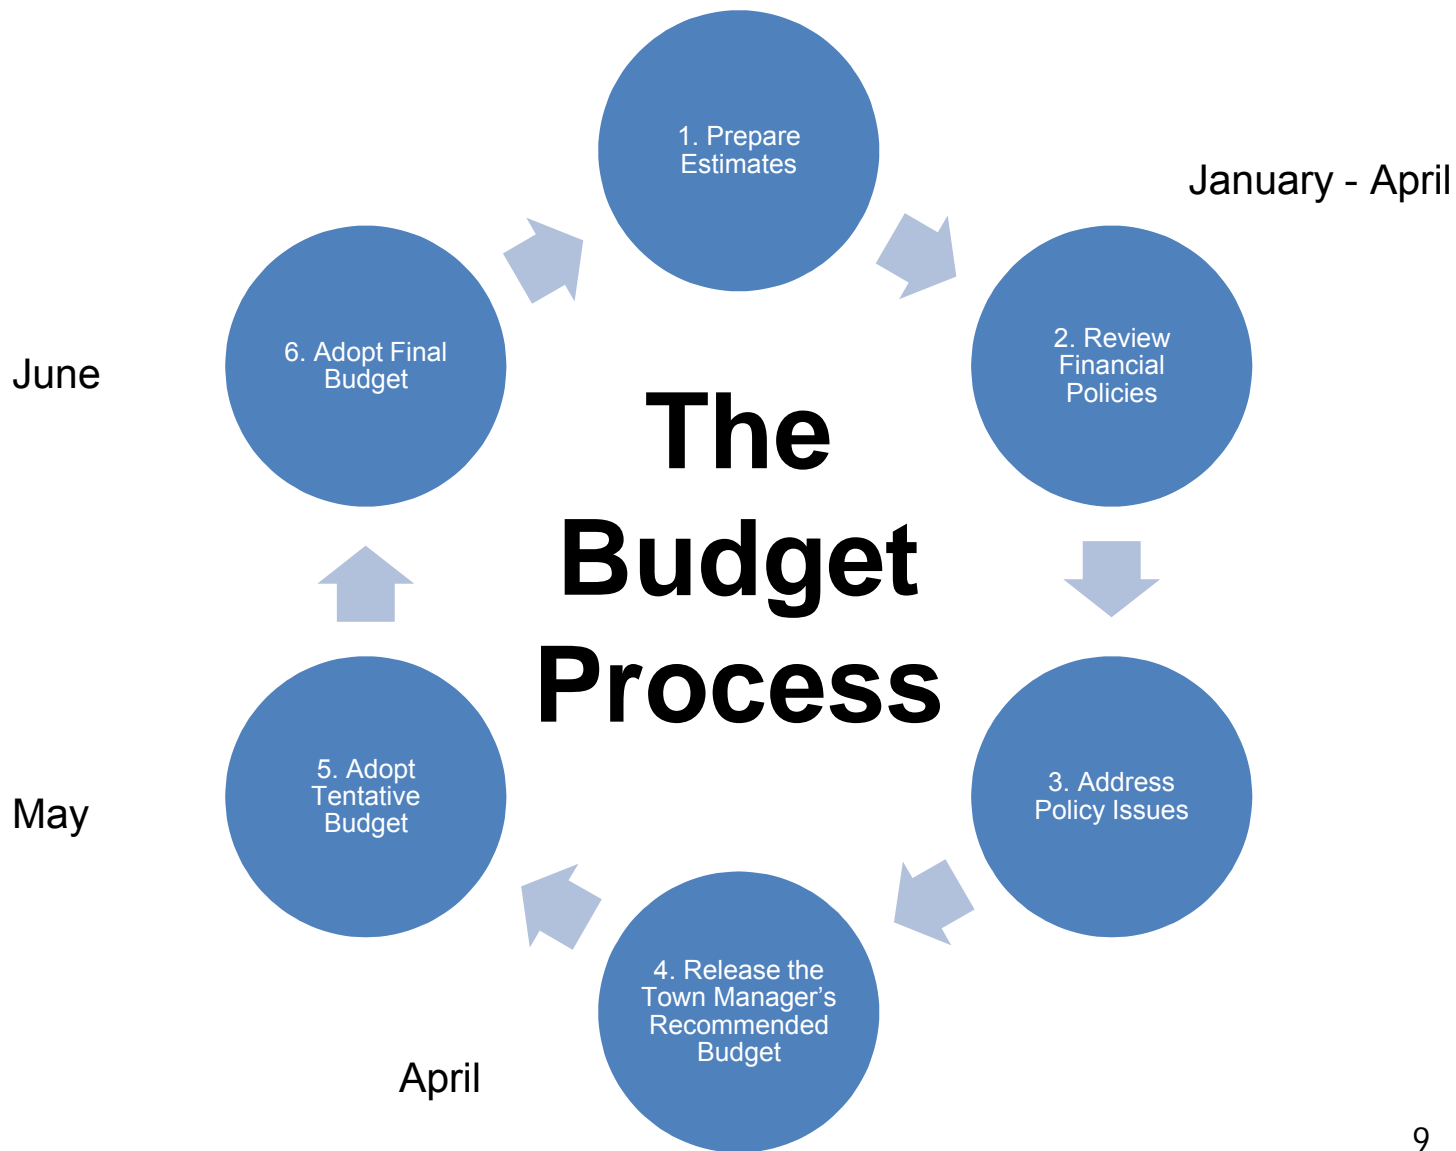 1. Prepare
Estimates
January - April
2. Review
Financial
Policies
3. Address
Policy Issues
4. Release the
Town Manager’s
Recommended
Budget
April
5. Adopt
Tentative
Budget
May
6. Adopt Final
Budget
June
The
Budget
Process
9